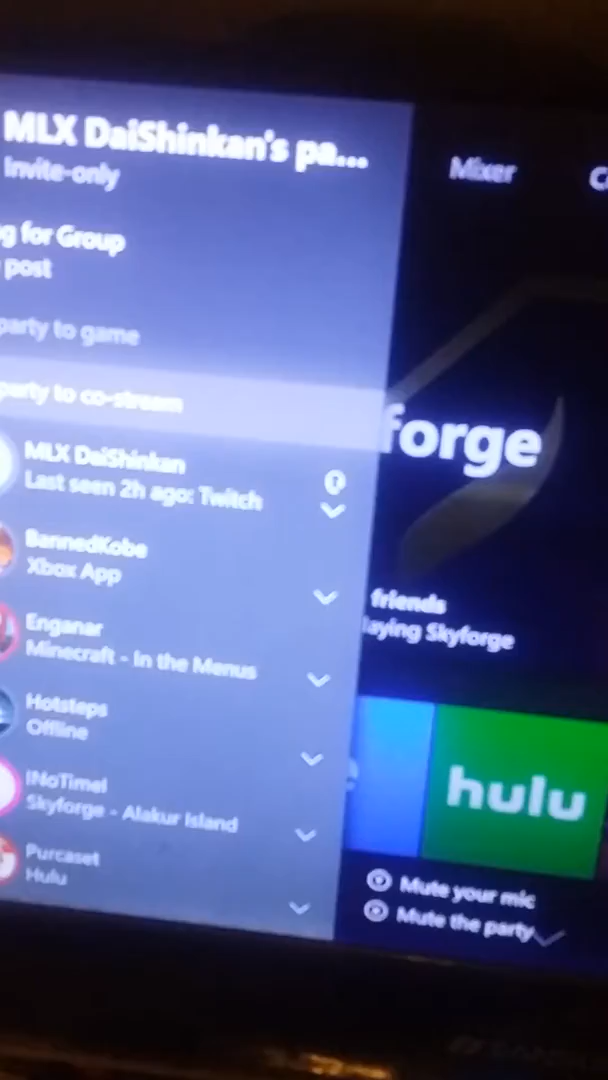 MLX DaiShinkan's pa...
Invite-only
Mixer
g for Group
post
party to game
party to co-stream
forge
MLX DaiShinkan
Last seen 2h ago: Twitch
BannedKobe
Xbox App
friends
laying Skyforge
Enganar
Minecraft - In the Menus
Hotsteps
Offline
hulu
INoTimeI
Skyforge - Alakur Island
Purcaset
Hulu
Mute your mic
Mute the party